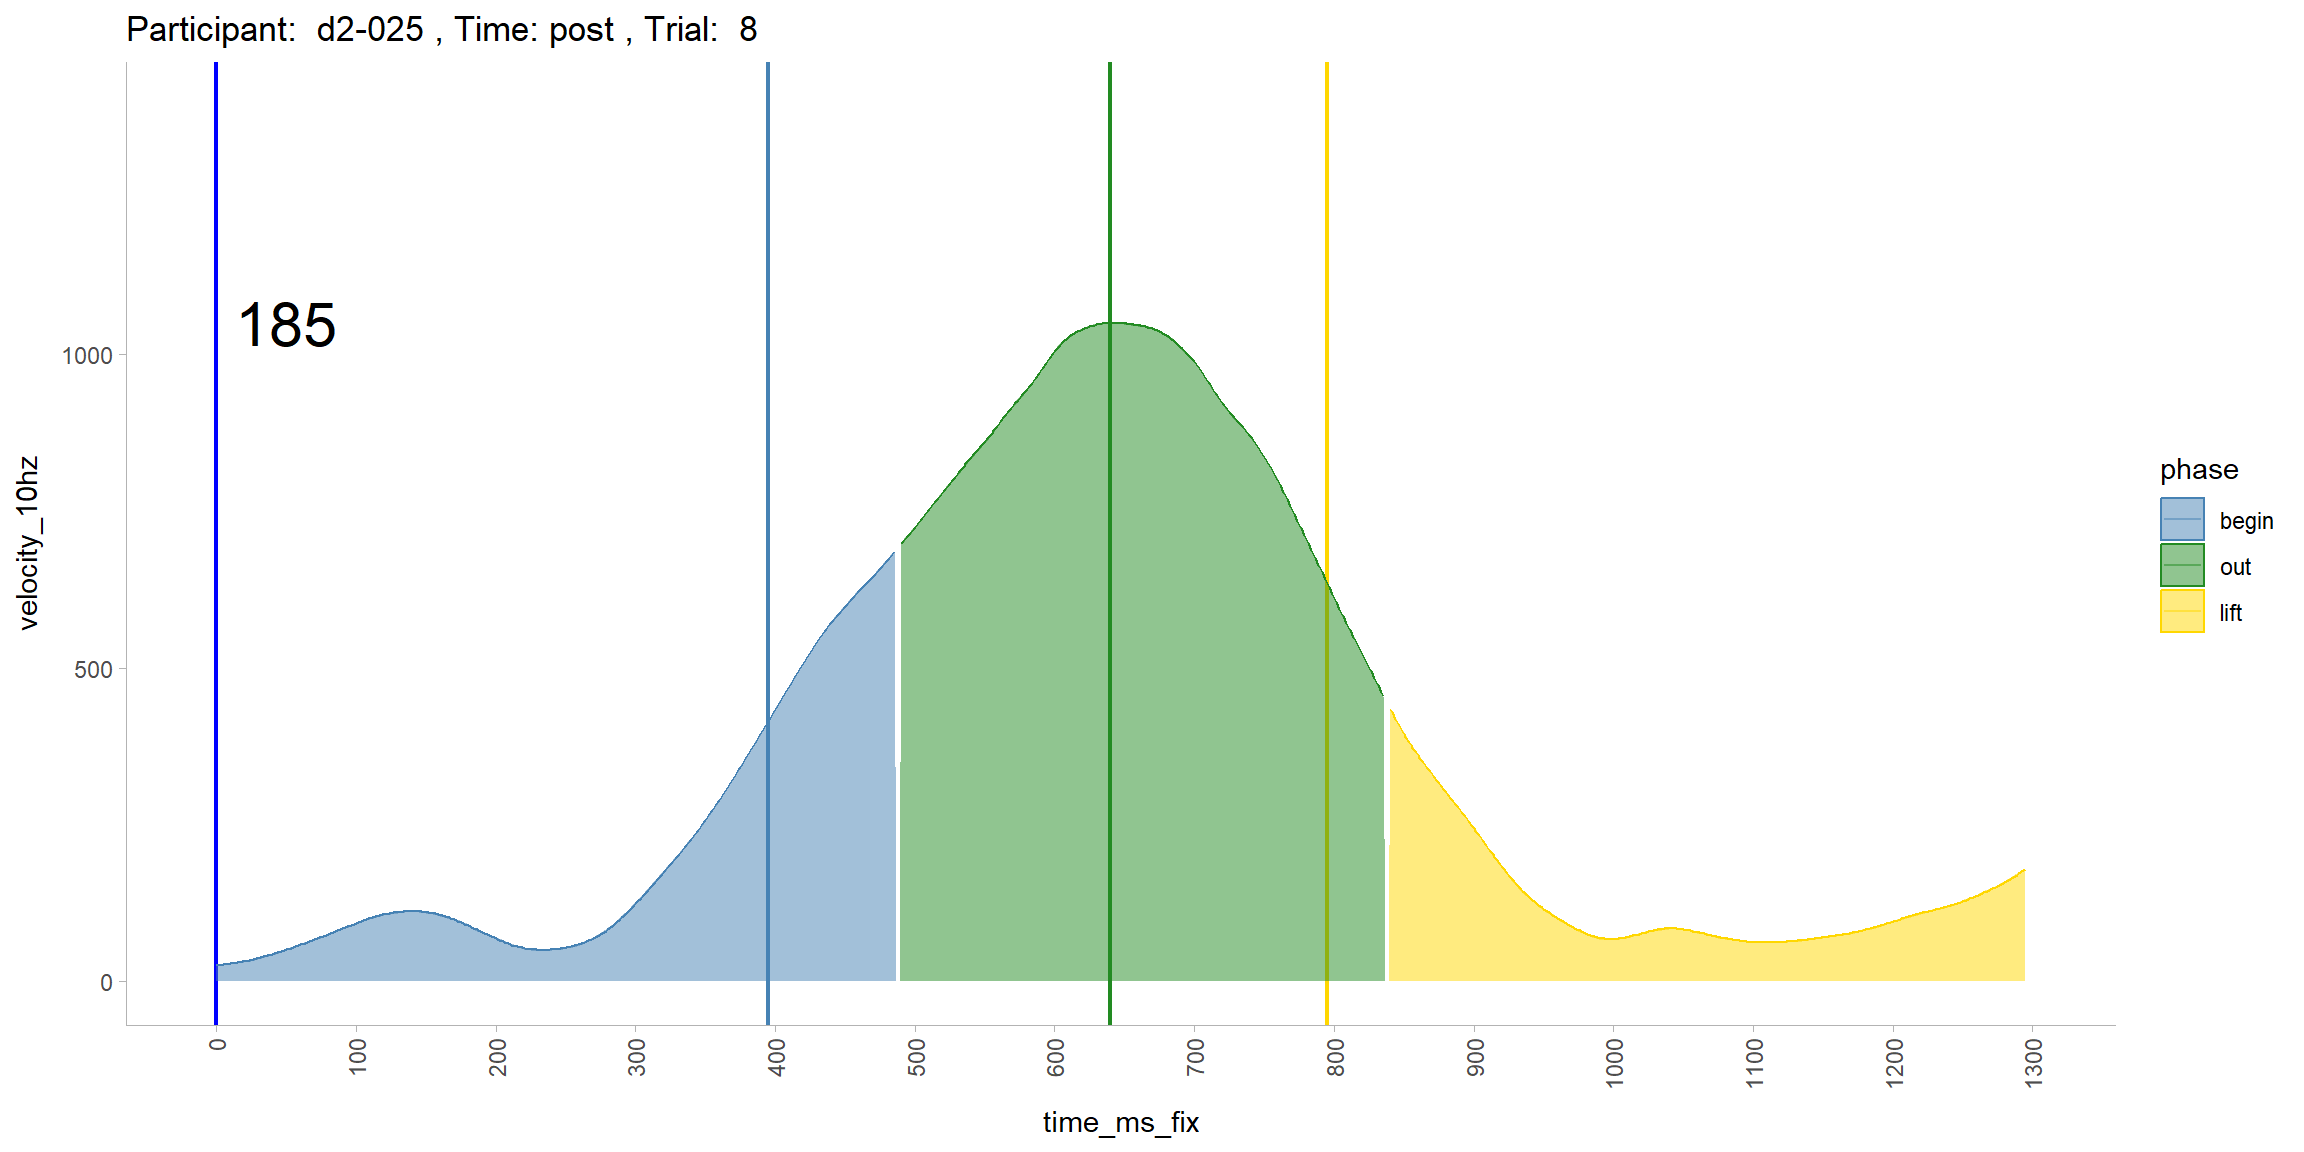 Participant:  d2-025 , Time: post , Trial:  8
185
1000
500
0
velocity_10hz
0
100
200
300
400
500
600
700
800
900
1000
1100
1200
1300
time_ms_fix
phase
begin
out
lift